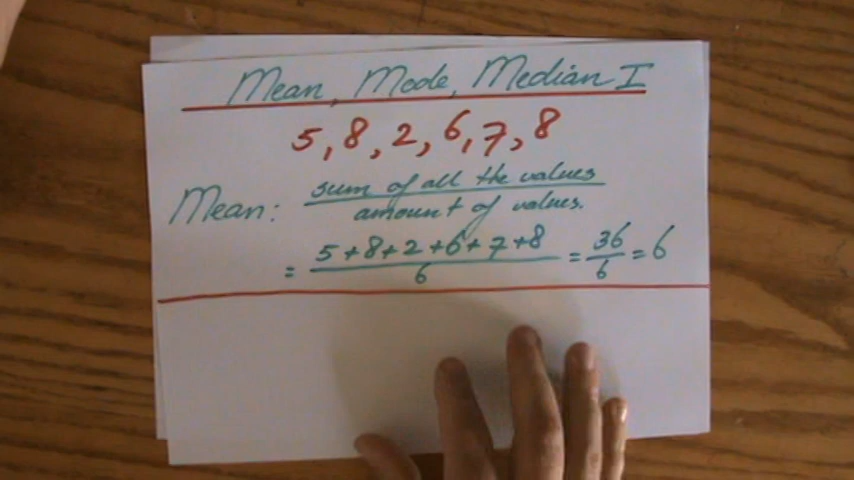 Mean, Mode, Median I
5, 8, 2, 6, 7, 8
Mean: sum of all the values
amount of values.
= 5+8+2+6+7+8 / 6 = 36 / 6 = 6